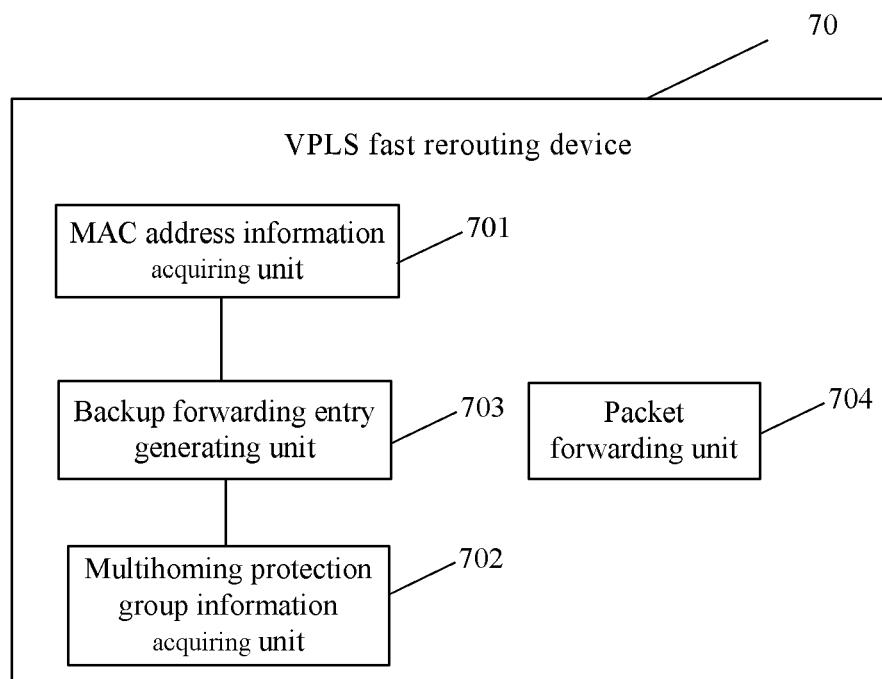 70
VPLS fast rerouting device
MAC address information
acquiring unit
701
Backup forwarding entry
generating unit
703
Packet
forwarding unit
704
Multihoming protection
group information
acquiring unit
702